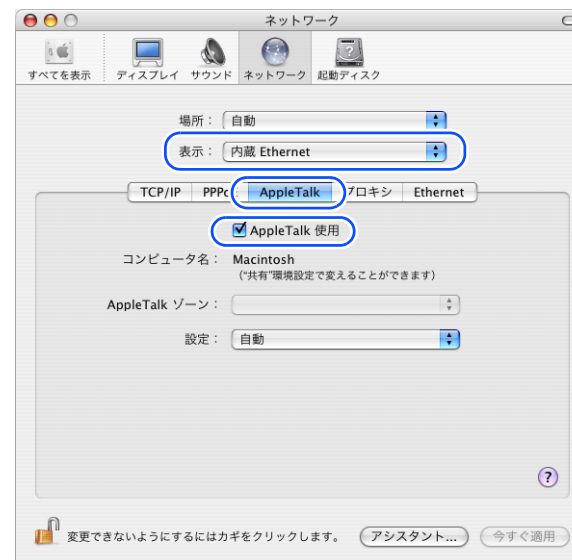 ネットワーク
すべてを表示 ディスプレイ サウンド ネットワーク 起動ディスク
場所： 自動
表示： 内蔵 Ethernet
TCP/IP PPPo AppleTalk プロキシ Ethernet
AppleTalk 使用
コンピュータ名： Macintosh
("共有"環境設定で変えることができます)
AppleTalk ゾーン：
設定： 自動
?
変更できないようにするにはカギをクリックします。 アシスタント... 今すぐ適用